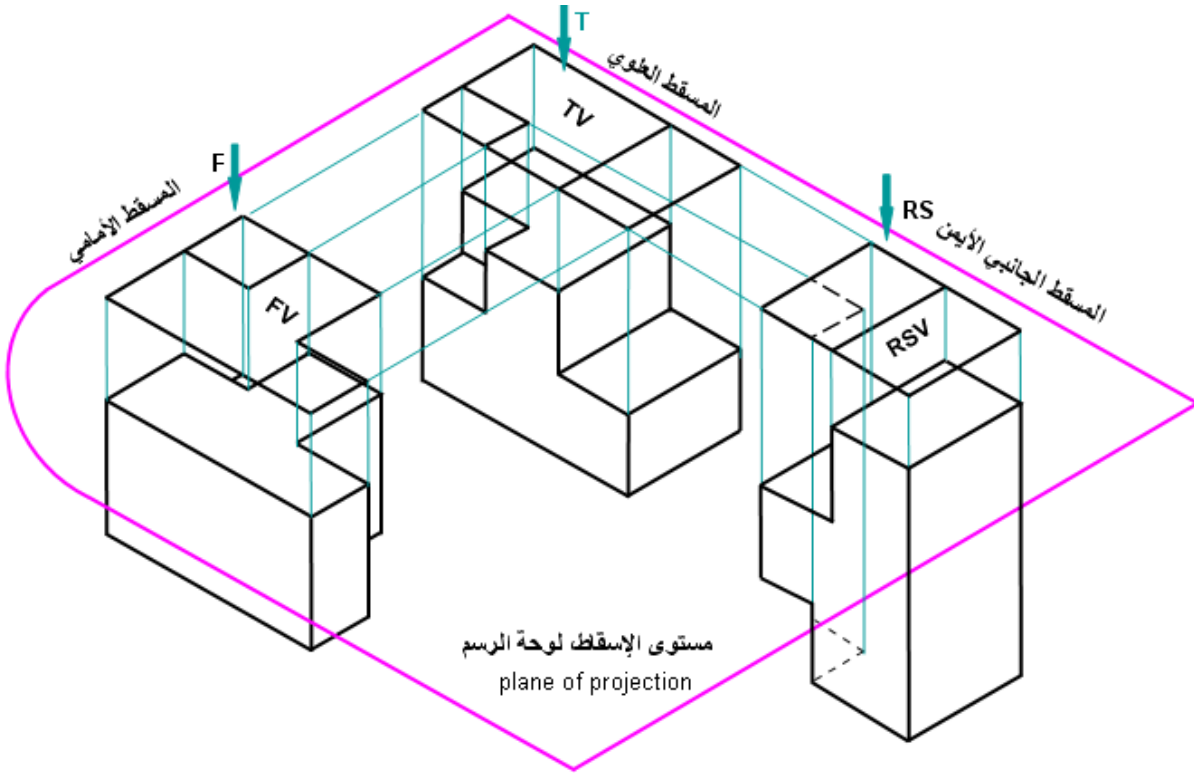 T
المسقط العلوي
TV
F
المسقط الأمامي
RS
المسقط الجانبي الأيمن
FV
RSV
مستوى الإسقاط لوحة الرسم
plane of projection